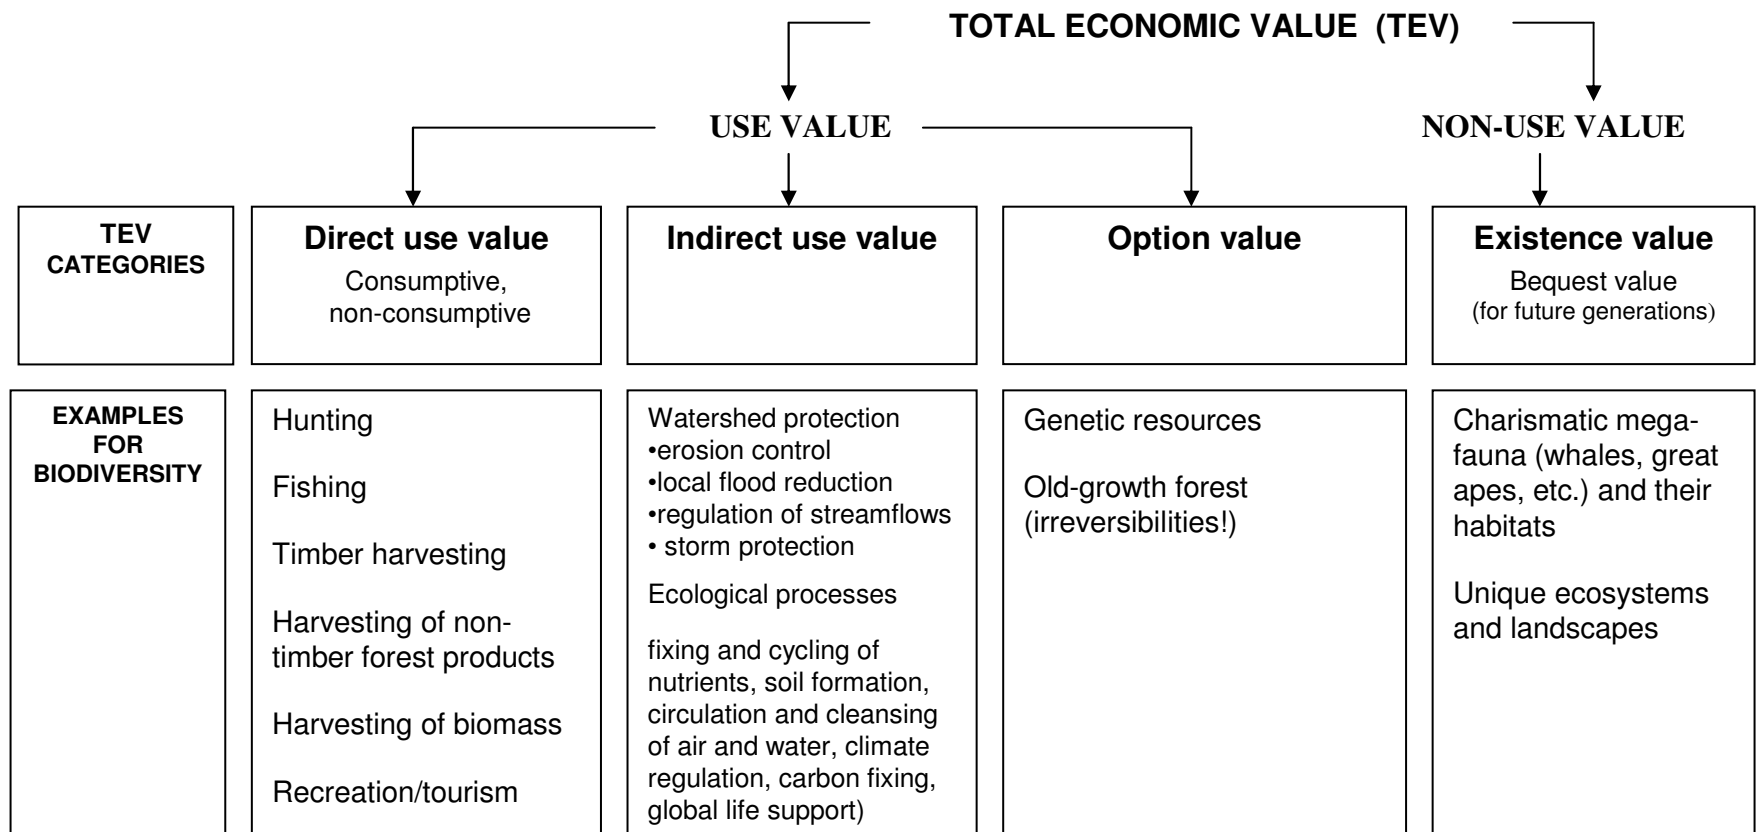 TOTAL ECONOMIC VALUE (TEV)
USE VALUE
NON-USE VALUE
TEV
CATEGORIES
Direct use value
Consumptive,
non-consumptive
Indirect use value
Option value
Existence value
Bequest value
(for future generations)
EXAMPLES
FOR
BIODIVERSITY
Hunting
Fishing
Timber harvesting
Harvesting of non-
timber forest products
Harvesting of biomass
Recreation/tourism
Watershed protection
•erosion control
•local flood reduction
•regulation of streamflows
• storm protection
Ecological processes
fixing and cycling of
nutrients, soil formation,
circulation and cleansing
of air and water, climate
regulation, carbon fixing,
global life support)
Genetic resources
Old-growth forest
(irreversibilities!)
Charismatic mega-
fauna (whales, great
apes, etc.) and their
habitats
Unique ecosystems
and landscapes